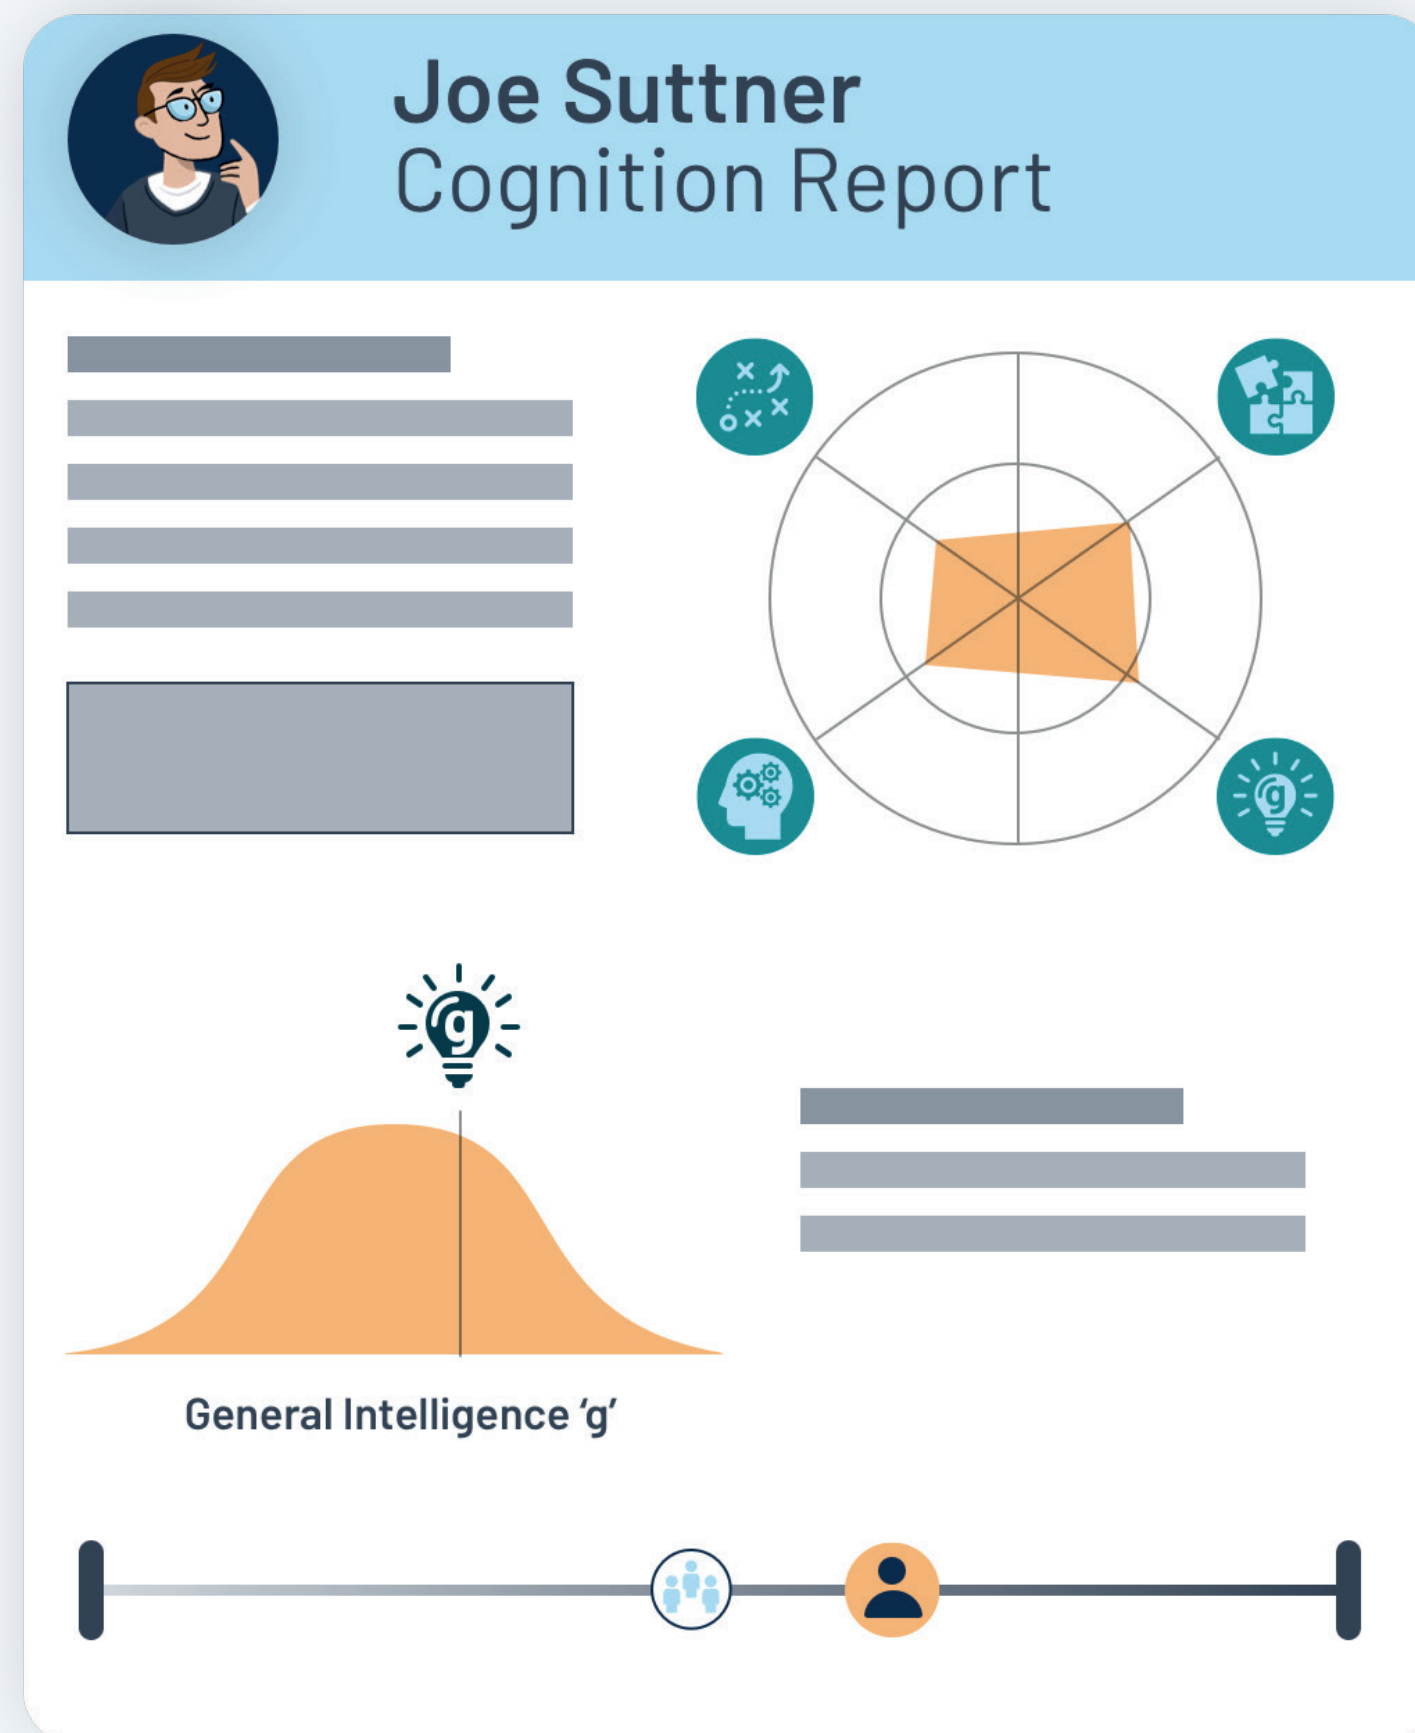 Joe Suttner
Cognition Report
g
g
General Intelligence ‘g’